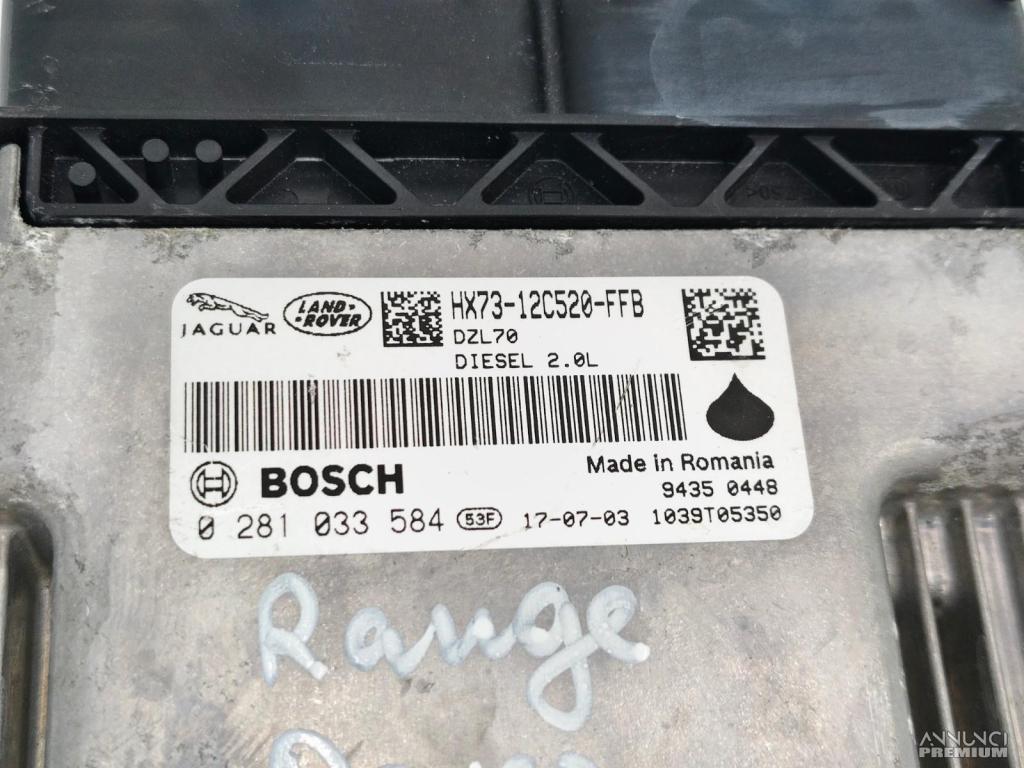 JAGUAR
LAND-
-ROVER
HX73-12C520-FFB
DZL70
DIESEL 2.0L
BOSCH
Made in Romania
9435 0448
0 281 033 584 53F 17-07-03 1039T05350
Range
ANNUNCI
PREMIUM